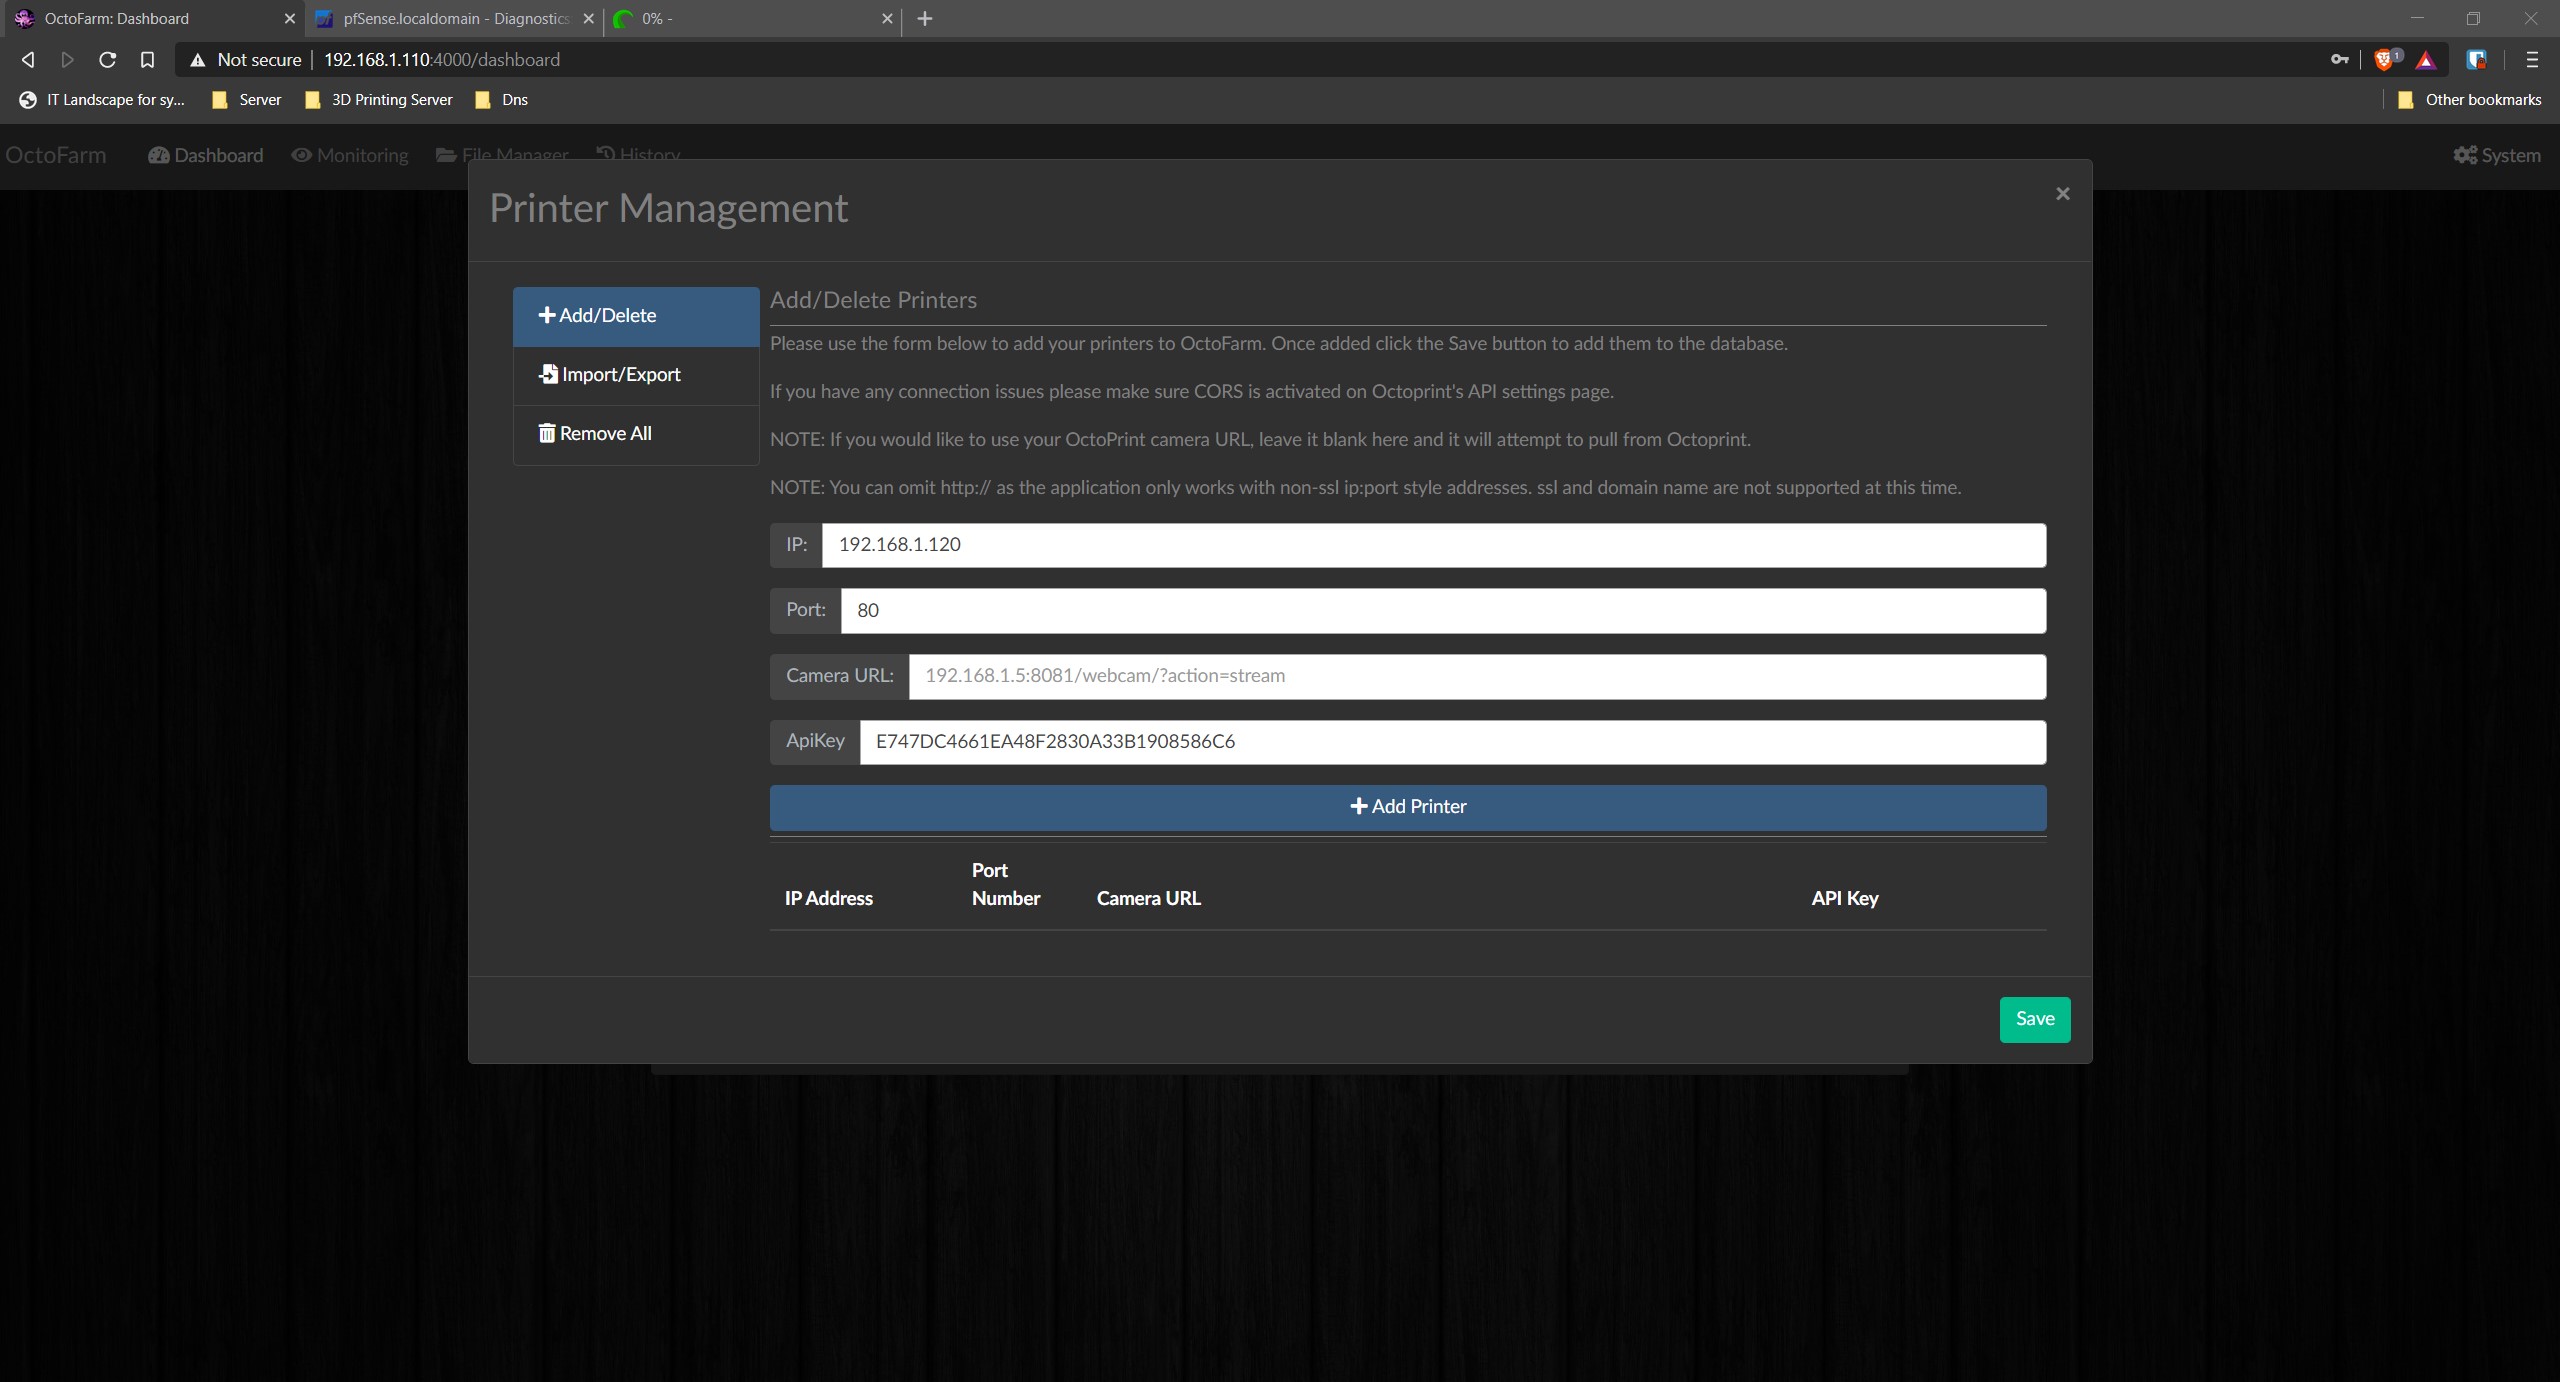 OctoFarm: Dashboard
pfSense.localdomain - Diagnostics:
0% -
Not secure
192.168.1.110:4000/dashboard
1
IT Landscape for sy...
Server
3D Printing Server
Dns
Other bookmarks
OctoFarm
Dashboard
Monitoring
File Manager
History
System
Printer Management
×
Add/Delete
Import/Export
Remove All
Add/Delete Printers
Please use the form below to add your printers to OctoFarm. Once added click the Save button to add them to the database.
If you have any connection issues please make sure CORS is activated on Octoprint's API settings page.
NOTE: If you would like to use your OctoPrint camera URL, leave it blank here and it will attempt to pull from Octoprint.
NOTE: You can omit http:// as the application only works with non-ssl ip:port style addresses. ssl and domain name are not supported at this time.
IP: 192.168.1.120
Port: 80
Camera URL: 192.168.1.5:8081/webcam/?action=stream
ApiKey E747DC4661EA48F2830A33B1908586C6
Add Printer
IP Address
Port
Number
Camera URL
API Key
Save